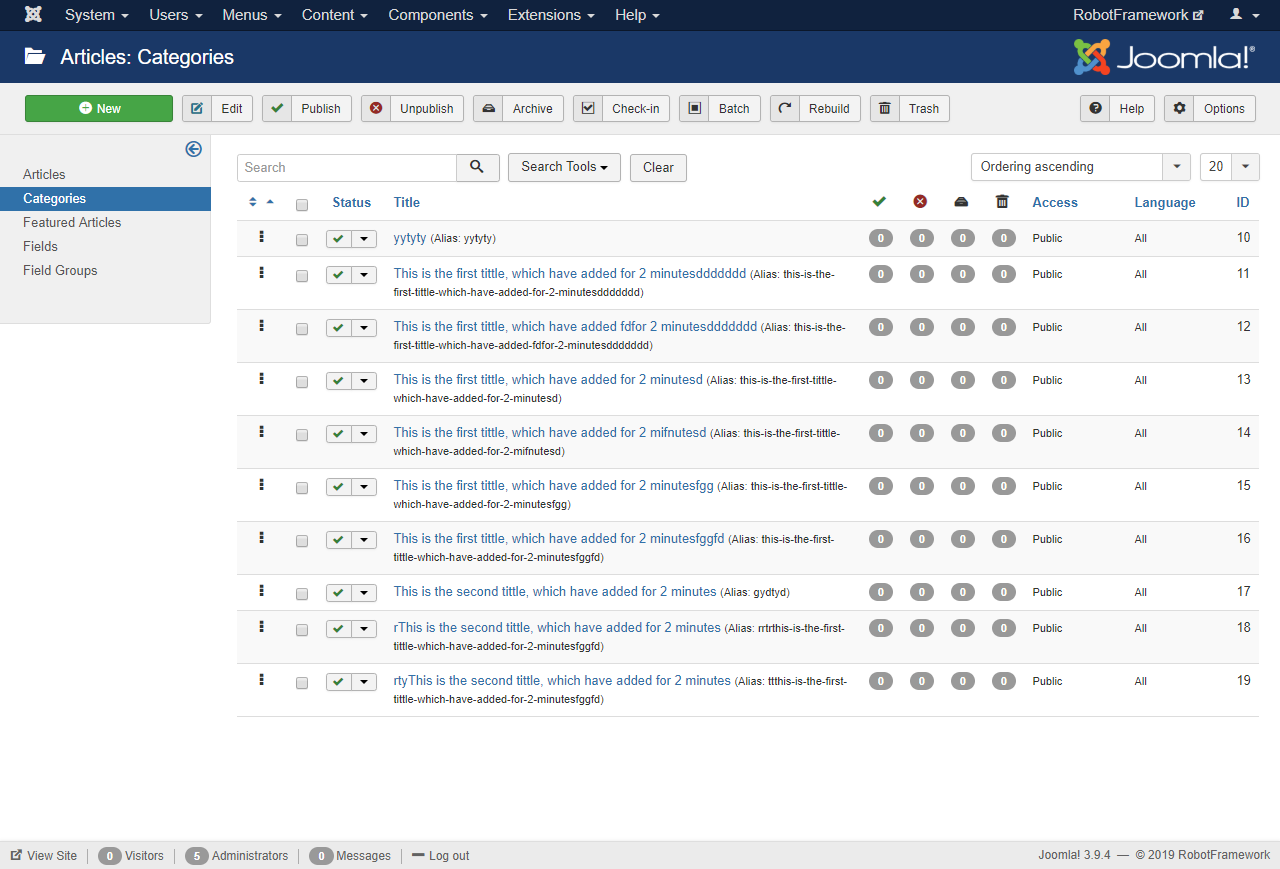 System Users Menus Content Components Extensions Help RobotFramework
Articles: Categories Joomla!®
New Edit Publish Unpublish Archive Check-in Batch Rebuild Trash Help Options
Articles
Categories
Featured Articles
Fields
Field Groups
Search Search Tools Clear Ordering ascending 20
Status Title Access Language ID
yytyty (Alias: yytyty) 0 0 0 0 Public All 10
This is the first tittle, which have added for 2 minutesddddddd (Alias: this-is-the- 0 0 0 0 Public All 11
first-tittle-which-have-added-for-2-minutesddddddd)
This is the first tittle, which have added fdfor 2 minutesddddddd (Alias: this-is-the- 0 0 0 0 Public All 12
first-tittle-which-have-added-fdfor-2-minutesddddddd)
This is the first tittle, which have added for 2 minutesd (Alias: this-is-the-first-tittle- 0 0 0 0 Public All 13
which-have-added-for-2-minutesd)
This is the first tittle, which have added for 2 mifnutesd (Alias: this-is-the-first-tittle- 0 0 0 0 Public All 14
which-have-added-for-2-mifnutesd)
This is the first tittle, which have added for 2 minutesfgg (Alias: this-is-the-first-tittle- 0 0 0 0 Public All 15
which-have-added-for-2-minutesfgg)
This is the first tittle, which have added for 2 minutesfggfd (Alias: this-is-the-first- 0 0 0 0 Public All 16
tittle-which-have-added-for-2-minutesfggfd)
This is the second tittle, which have added for 2 minutes (Alias: gydtyd) 0 0 0 0 Public All 17
rThis is the second tittle, which have added for 2 minutes (Alias: rrtrthis-is-the-first- 0 0 0 0 Public All 18
tittle-which-have-added-for-2-minutesfggfd)
rtyThis is the second tittle, which have added for 2 minutes (Alias: ttthis-is-the-first- 0 0 0 0 Public All 19
tittle-which-have-added-for-2-minutesfggfd)
View Site 0 Visitors 5 Administrators 0 Messages Log out Joomla! 3.9.4 — © 2019 RobotFramework